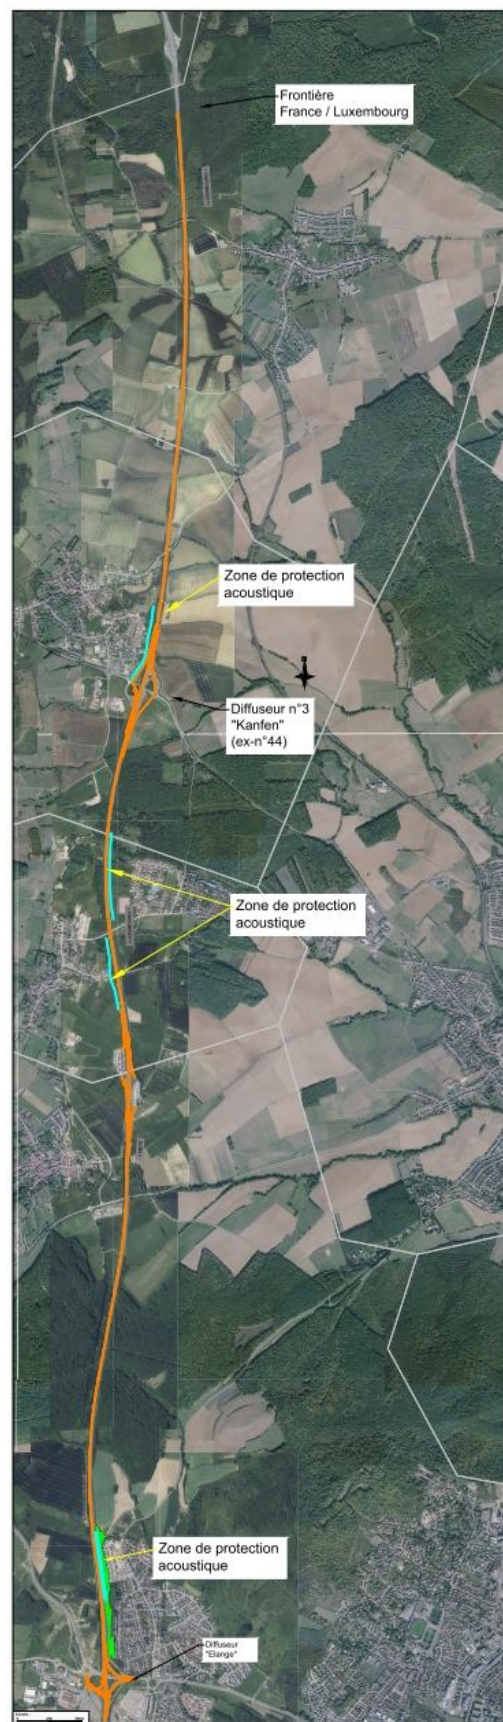 Frontière
France / Luxembourg
Zone de protection
acoustique
Diffuseur n°3
"Kanfen"
(ex-n°44)
Zone de protection
acoustique
Zone de protection
acoustique
Diffuseur
"Elange"